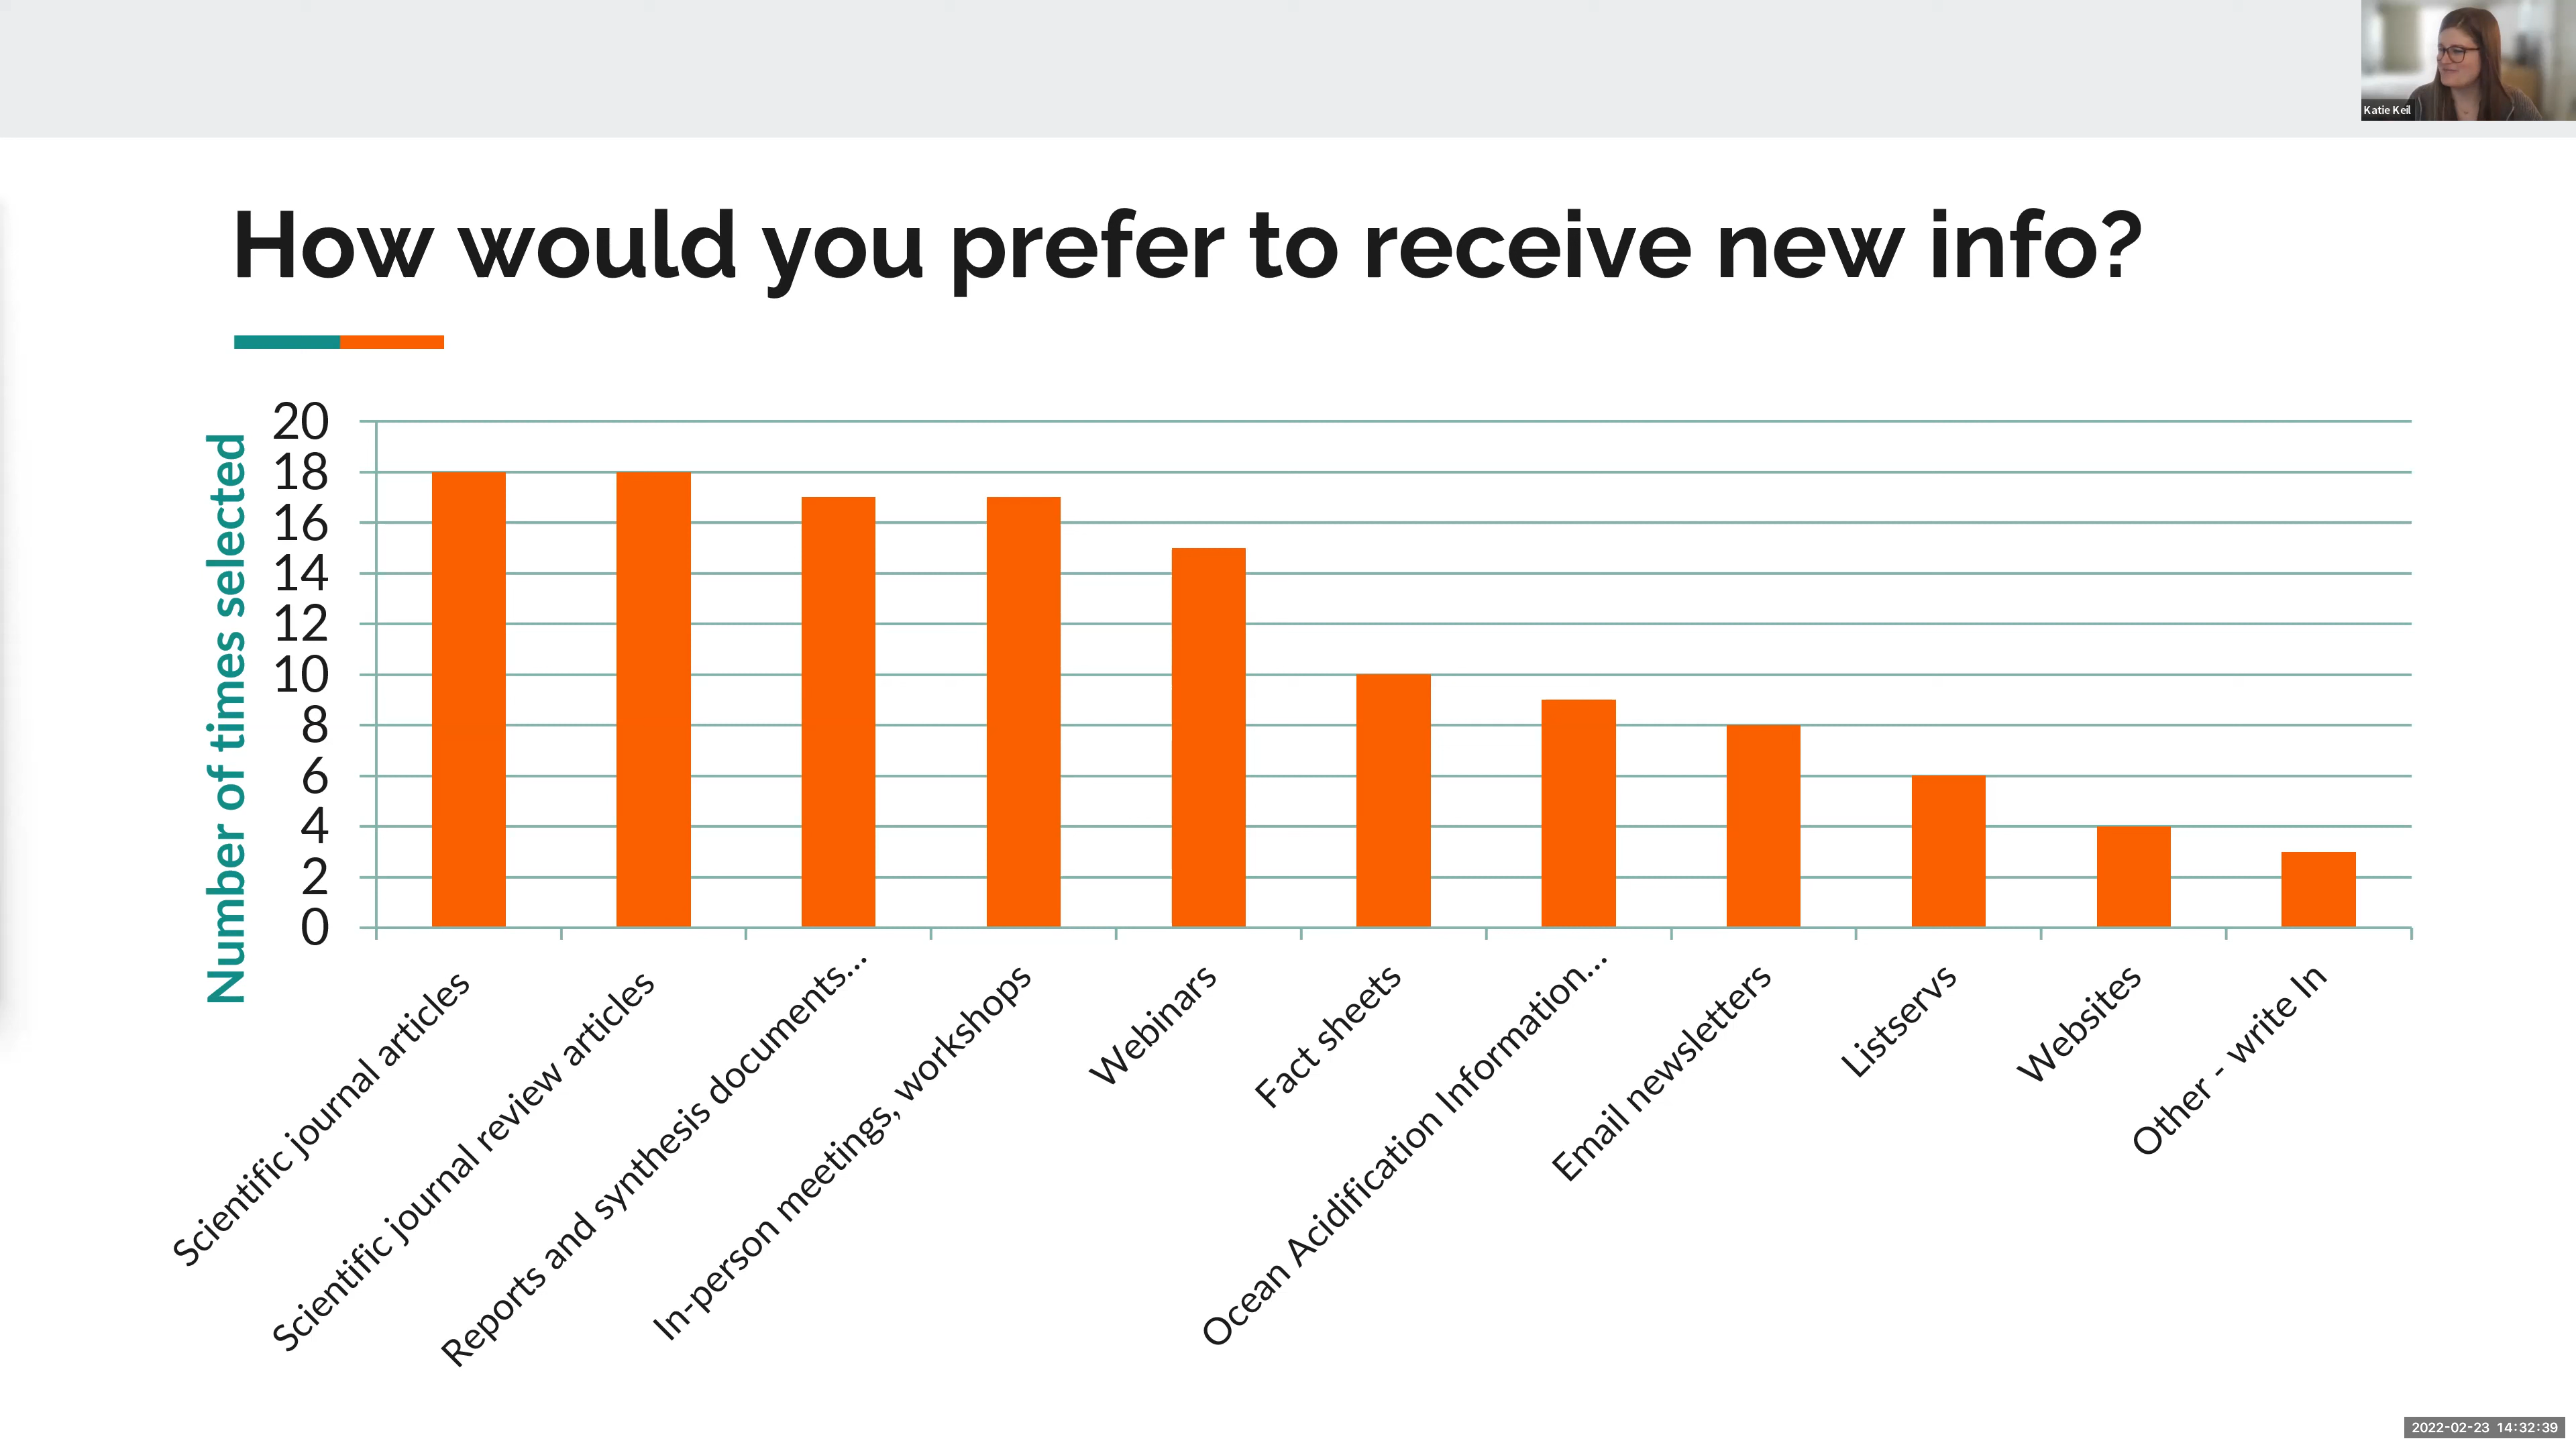 Katie Keil
How would you prefer to receive new info?
Number of times selected
20
18
16
14
12
10
8
6
4
2
0
Scientific journal articles
Scientific journal review articles
Reports and synthesis documents...
In-person meetings, workshops
Webinars
Fact sheets
Ocean Acidification Information...
Email newsletters
Listservs
Websites
Other - write In
2022-02-23 14:32:39